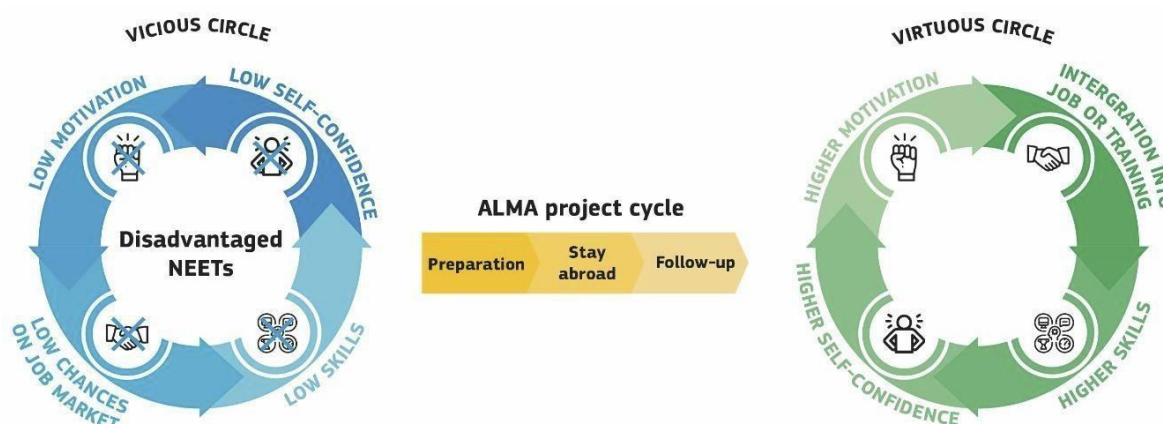 VICIOUS CIRCLE
LOW MOTIVATION
LOW SELF-CONFIDENCE
Disadvantaged
NEETs
LOW CHANCES
ON JOB MARKET
LOW SKILLS
ALMA project cycle
Preparation
Stay
abroad
Follow-up
VIRTUOUS CIRCLE
HIGHER MOTIVATION
INTERGRATION INTO
JOB OR TRAINING
HIGHER SELF-CONFIDENCE
HIGHER SKILLS